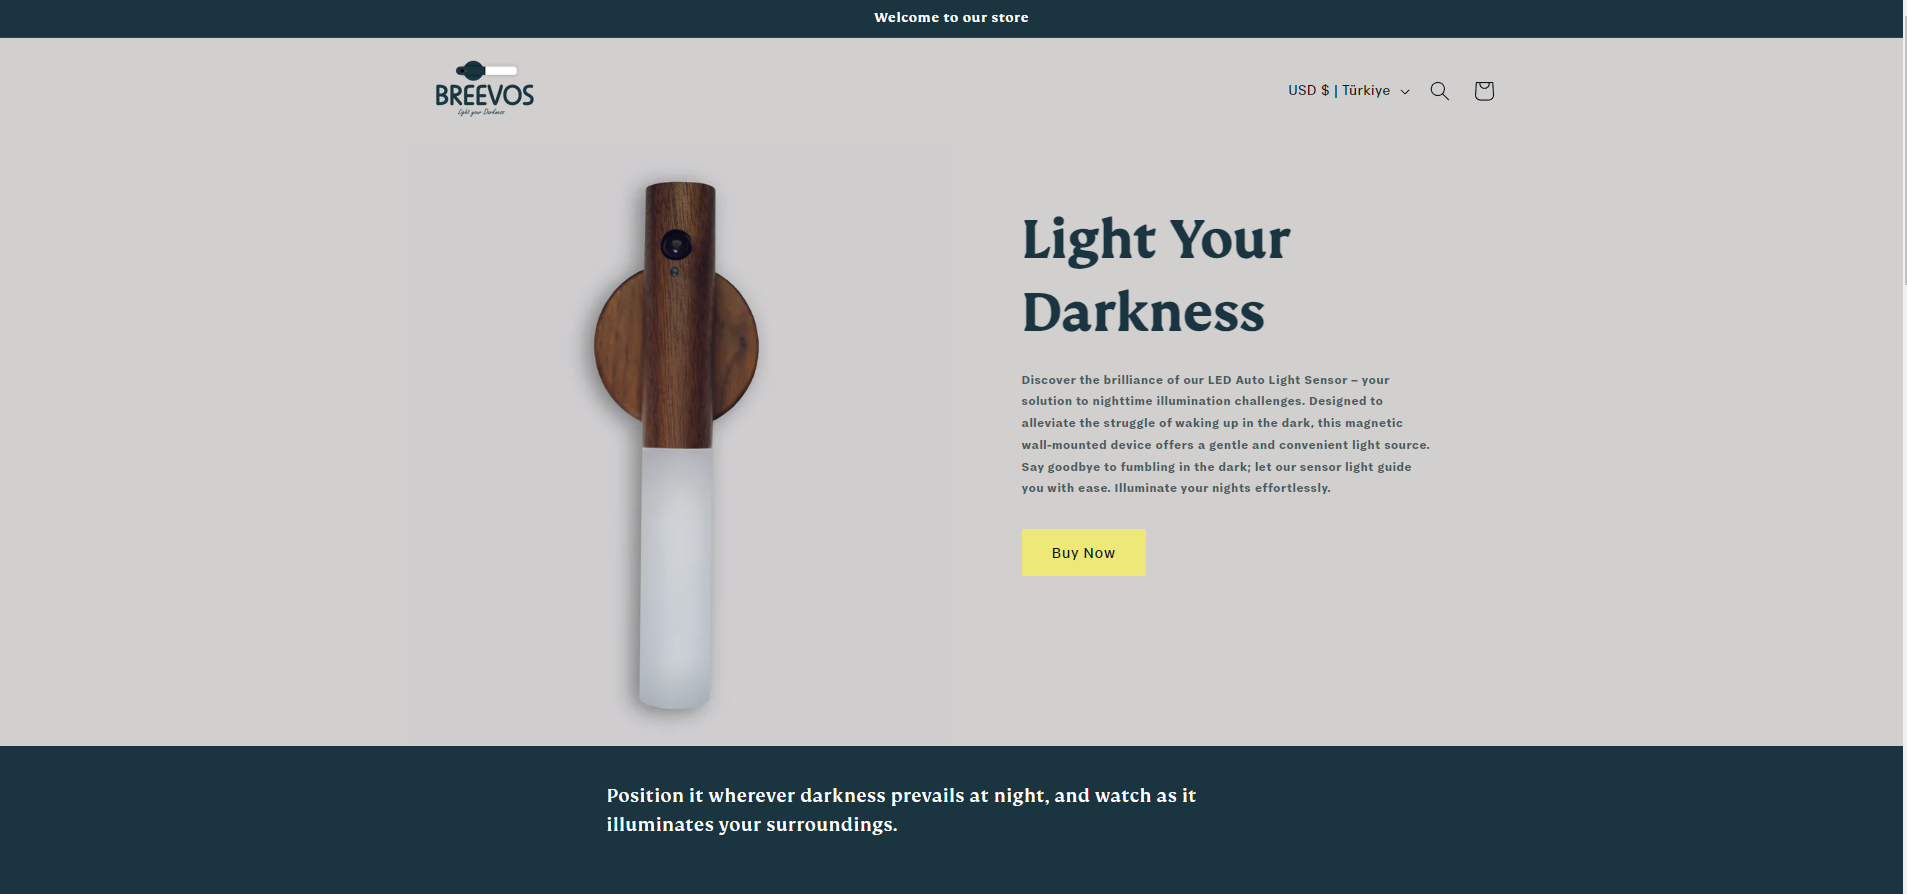 Welcome to our store
BREEVOS
Light your Darkness
USD $ | Türkiye
Light Your
Darkness
Discover the brilliance of our LED Auto Light Sensor – your
solution to nighttime illumination challenges. Designed to
alleviate the struggle of waking up in the dark, this magnetic
wall-mounted device offers a gentle and convenient light source.
Say goodbye to fumbling in the dark; let our sensor light guide
you with ease. Illuminate your nights effortlessly.
Buy Now
Position it wherever darkness prevails at night, and watch as it
illuminates your surroundings.